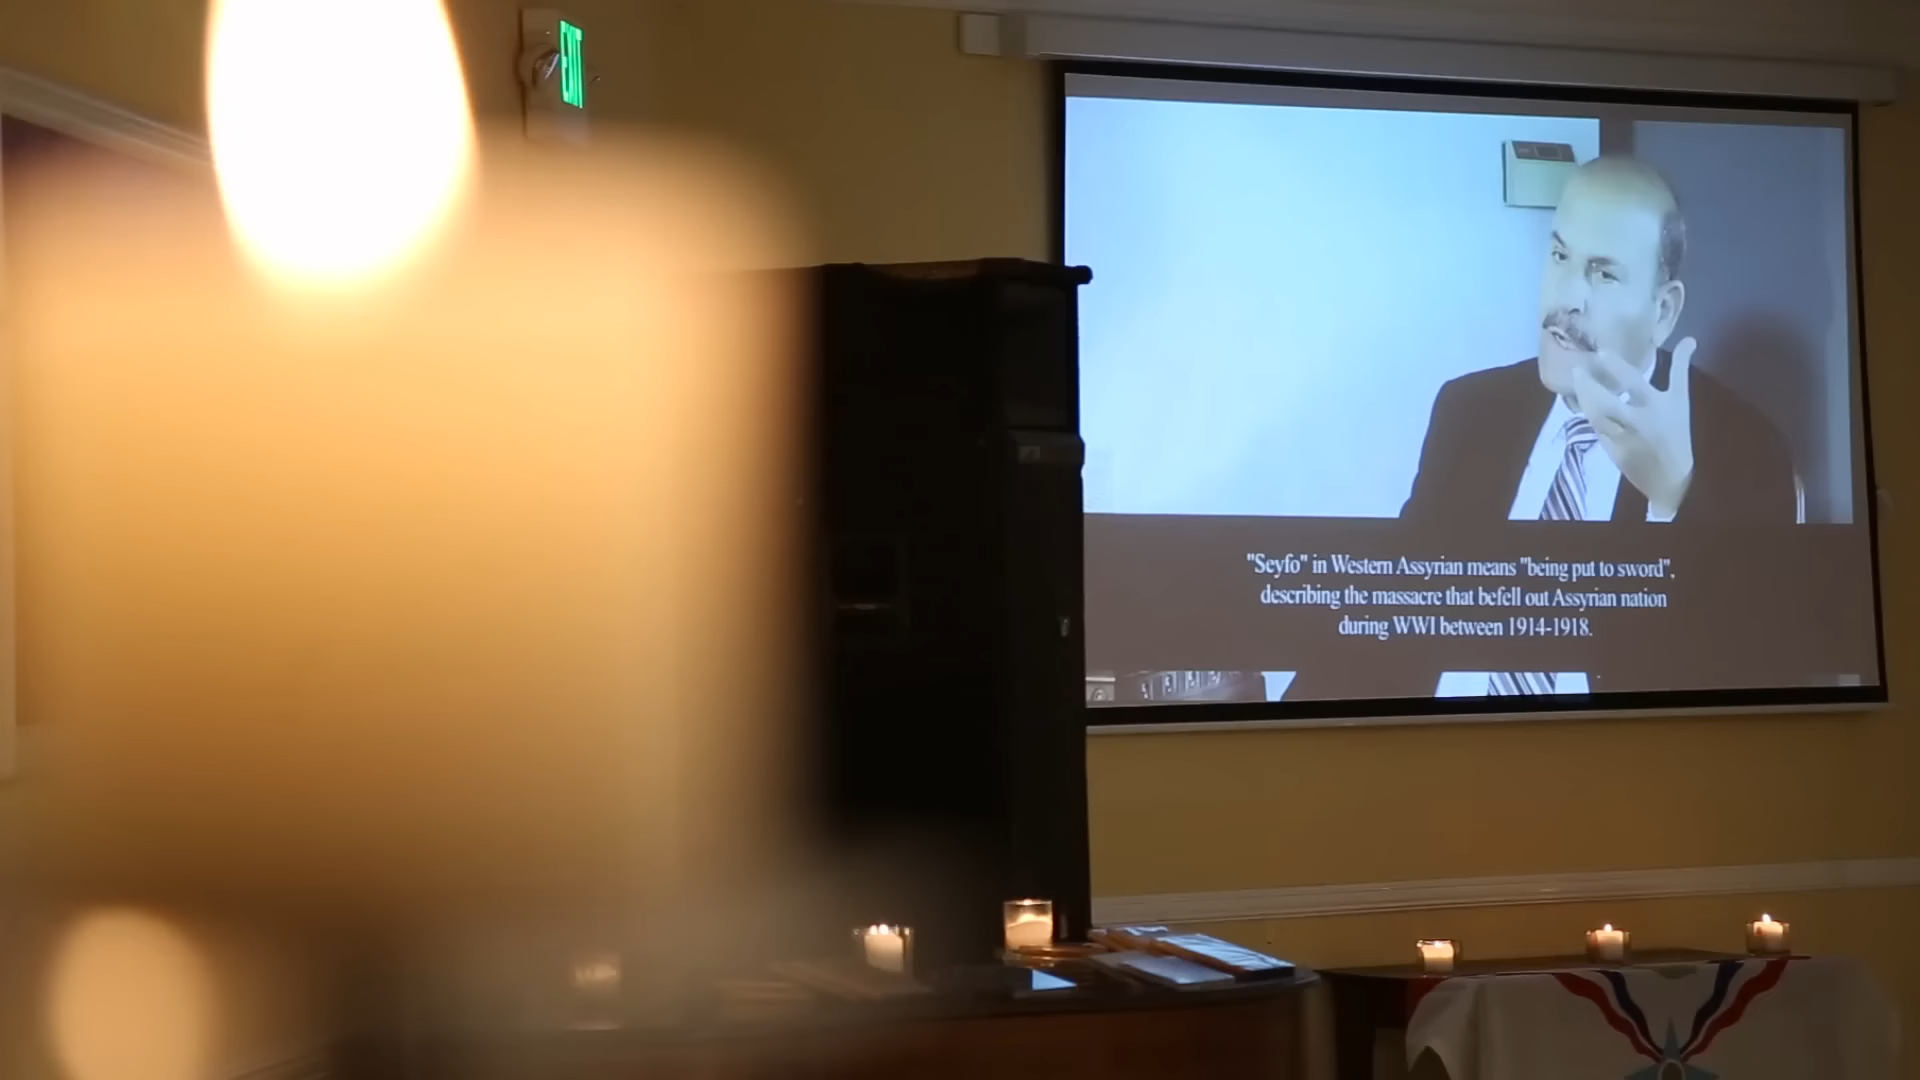 EXIT
"Seyfo" in Western Assyrian means "being put to sword",
describing the massacre that befell out Assyrian nation
during WWI between 1914-1918.